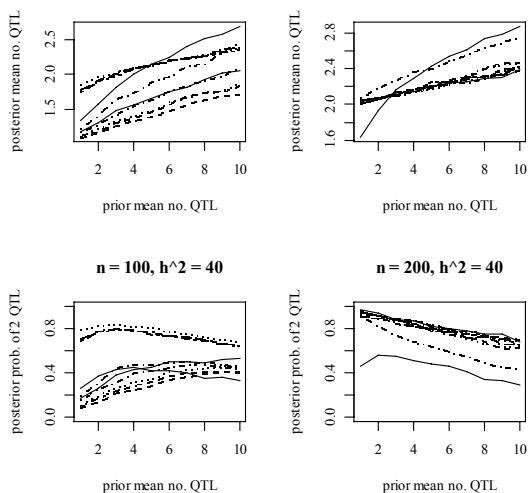 posterior mean no. QTL
2.5
2.0
1.5
2 4 6 8 10
prior mean no. QTL
posterior mean no. QTL
2.8
2.4
2.0
1.6
2 4 6 8 10
prior mean no. QTL
n = 100, h^2 = 40
posterior prob. of 2 QTL
0.8
0.4
0.0
2 4 6 8 10
prior mean no. QTL
n = 200, h^2 = 40
posterior prob. of 2 QTL
0.8
0.4
0.0
2 4 6 8 10
prior mean no. QTL